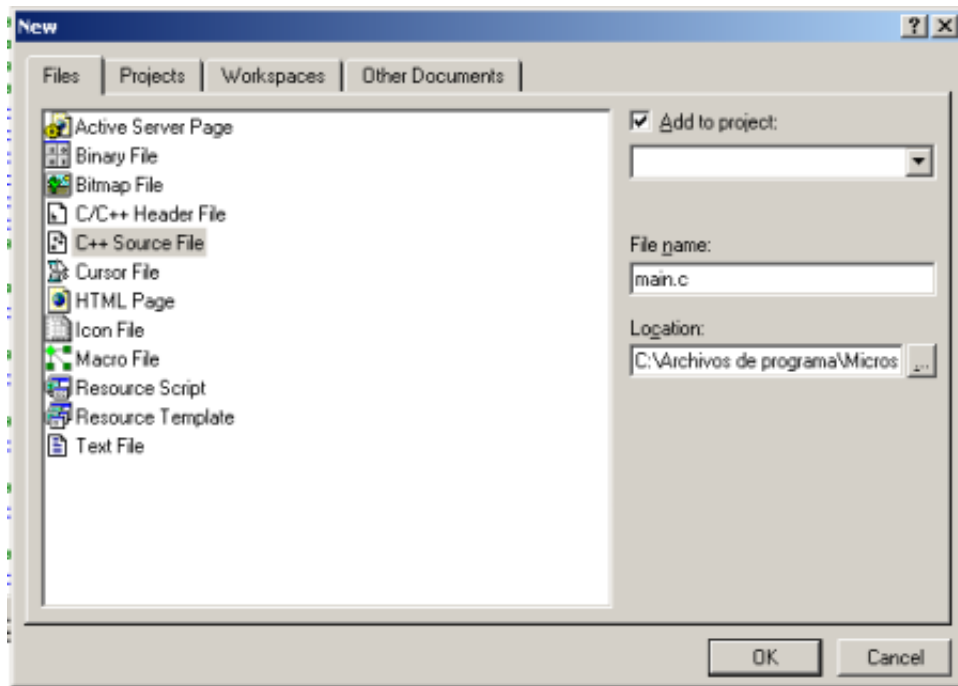 New
Files Projects Workspaces Other Documents
Active Server Page
Binary File
Bitmap File
C/C++ Header File
C++ Source File
Cursor File
HTML Page
Icon File
Macro File
Resource Script
Resource Template
Text File
Add to project:
File name:
main.c
Location:
C:\Archivos de programa\Micros ...
OK Cancel